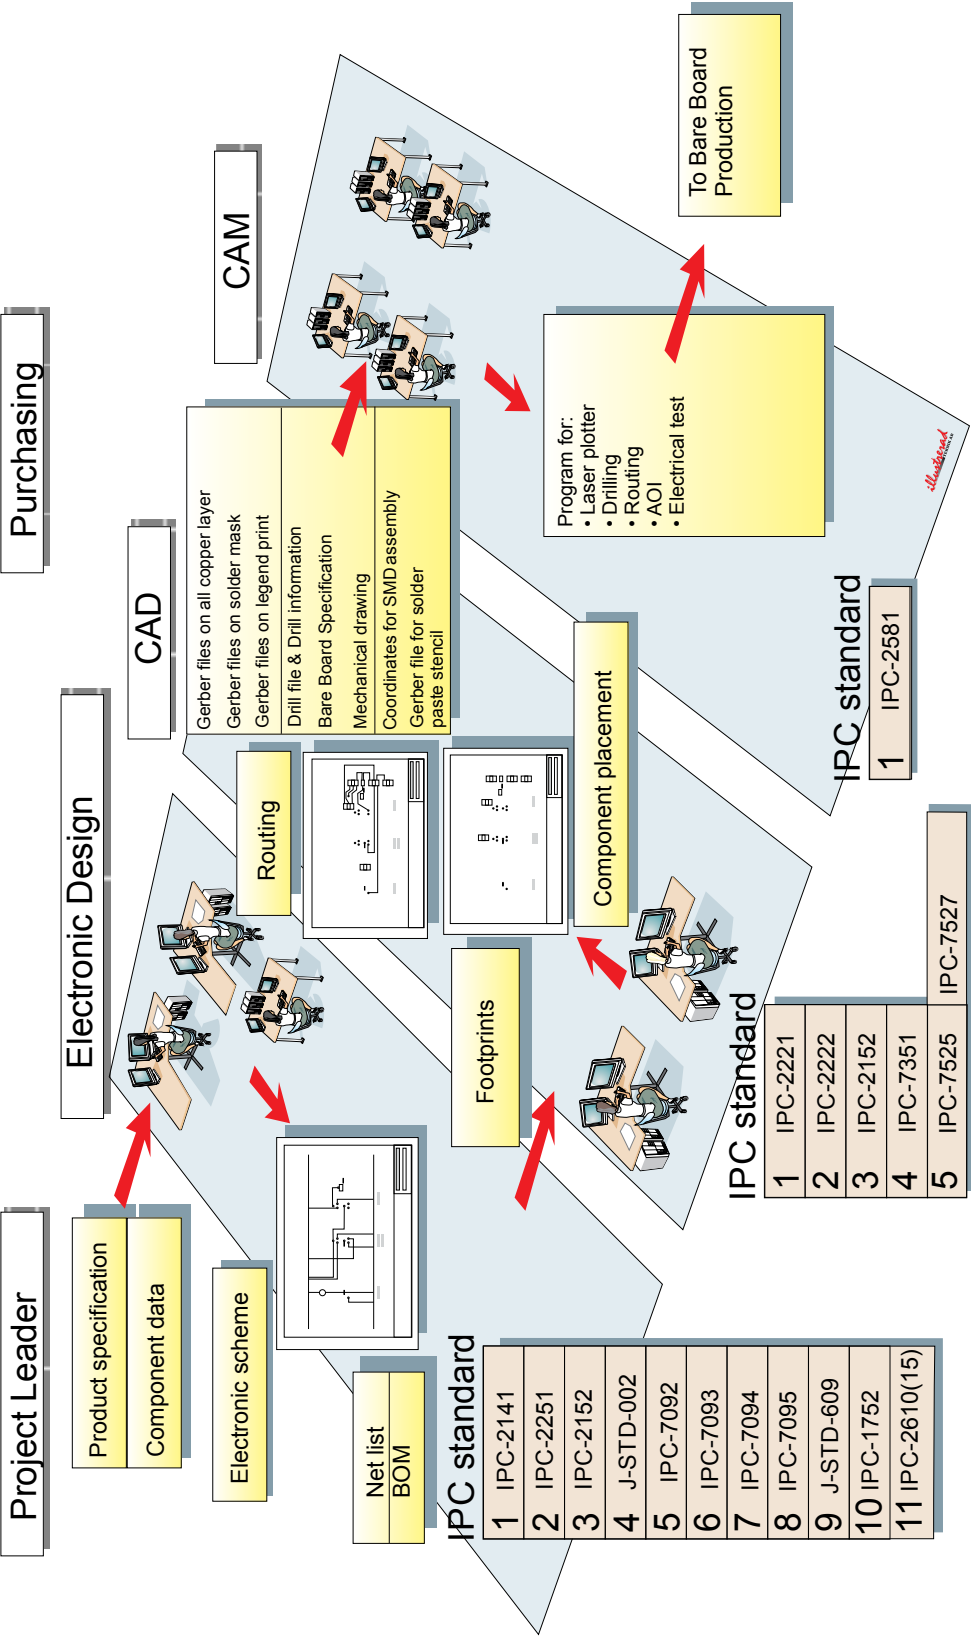 Project Leader
Purchasing
Electronic Design
CAD
CAM
Product specification
Component data
Electronic scheme
Net list
BOM
IPC standard
1 IPC-2141
2 IPC-2251
3 IPC-2152
4 J-STD-002
5 IPC-7092
6 IPC-7093
7 IPC-7094
8 IPC-7095
9 J-STD-609
10 IPC-1752
11 IPC-2610(15)
Footprints
Routing
Component placement
IPC standard
1 IPC-2221
2 IPC-2222
3 IPC-2152
4 IPC-7351
5 IPC-7525 IPC-7527
Gerber files on all copper layer
Gerber files on solder mask
Gerber files on legend print
Drill file & Drill information
Bare Board Specification
Mechanical drawing
Coordinates for SMD assembly
Gerber file for solder
paste stencil
Program for:
• Laser plotter
• Drilling
• Routing
• AOI
• Electrical test
To Bare Board
Production
IPC standard
1 IPC-2581
illustrerad